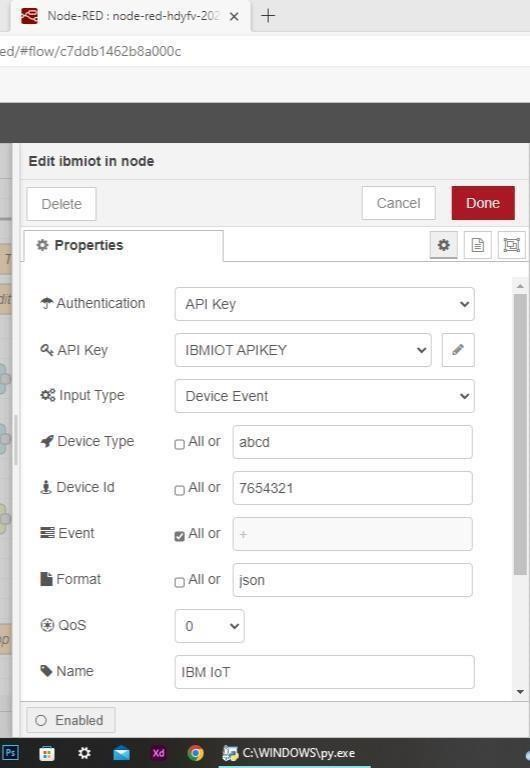 Node-RED : node-red-hdyfv-202
ed/#flow/c7ddb1462b8a000c
Edit ibmiot in node
Delete
Cancel
Done
Properties
Authentication
API Key
API Key
IBMIOT APIKEY
Input Type
Device Event
Device Type
All or
abcd
Device Id
All or
7654321
Event
All or
+
Format
All or
json
QoS
0
Name
IBM IoT
Enabled
Ps
Xd
C:\WINDOWS\py.exe